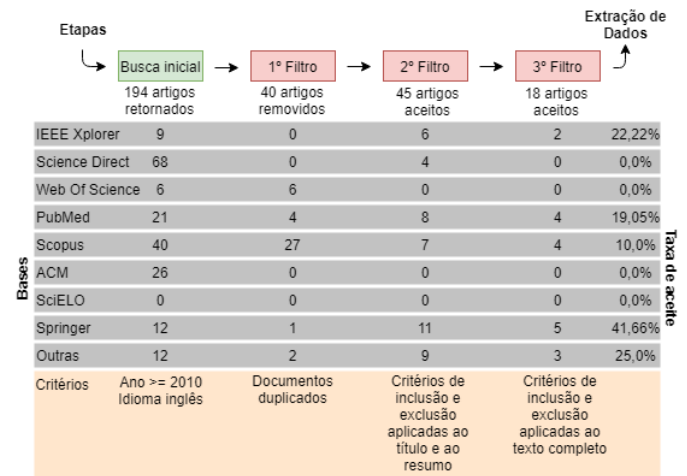 Etapas
Extração de
Dados
Busca inicial
1º Filtro
2º Filtro
3º Filtro
194 artigos
retornados
40 artigos
removidos
45 artigos
aceitos
18 artigos
aceitos
Bases
Taxa de aceite
IEEE Xplorer 9 0 6 2 22,22%
Science Direct 68 0 4 0 0,0%
Web Of Science 6 6 0 0 0,0%
PubMed 21 4 8 4 19,05%
Scopus 40 27 7 4 10,0%
ACM 26 0 0 0 0,0%
SciELO 0 0 0 0 0,0%
Springer 12 1 11 5 41,66%
Outras 12 2 9 3 25,0%
Critérios
Ano >= 2010
Idioma inglês
Documentos
duplicados
Critérios de
inclusão e
exclusão
aplicadas ao
título e ao
resumo
Critérios de
inclusão e
exclusão
aplicadas ao
texto completo